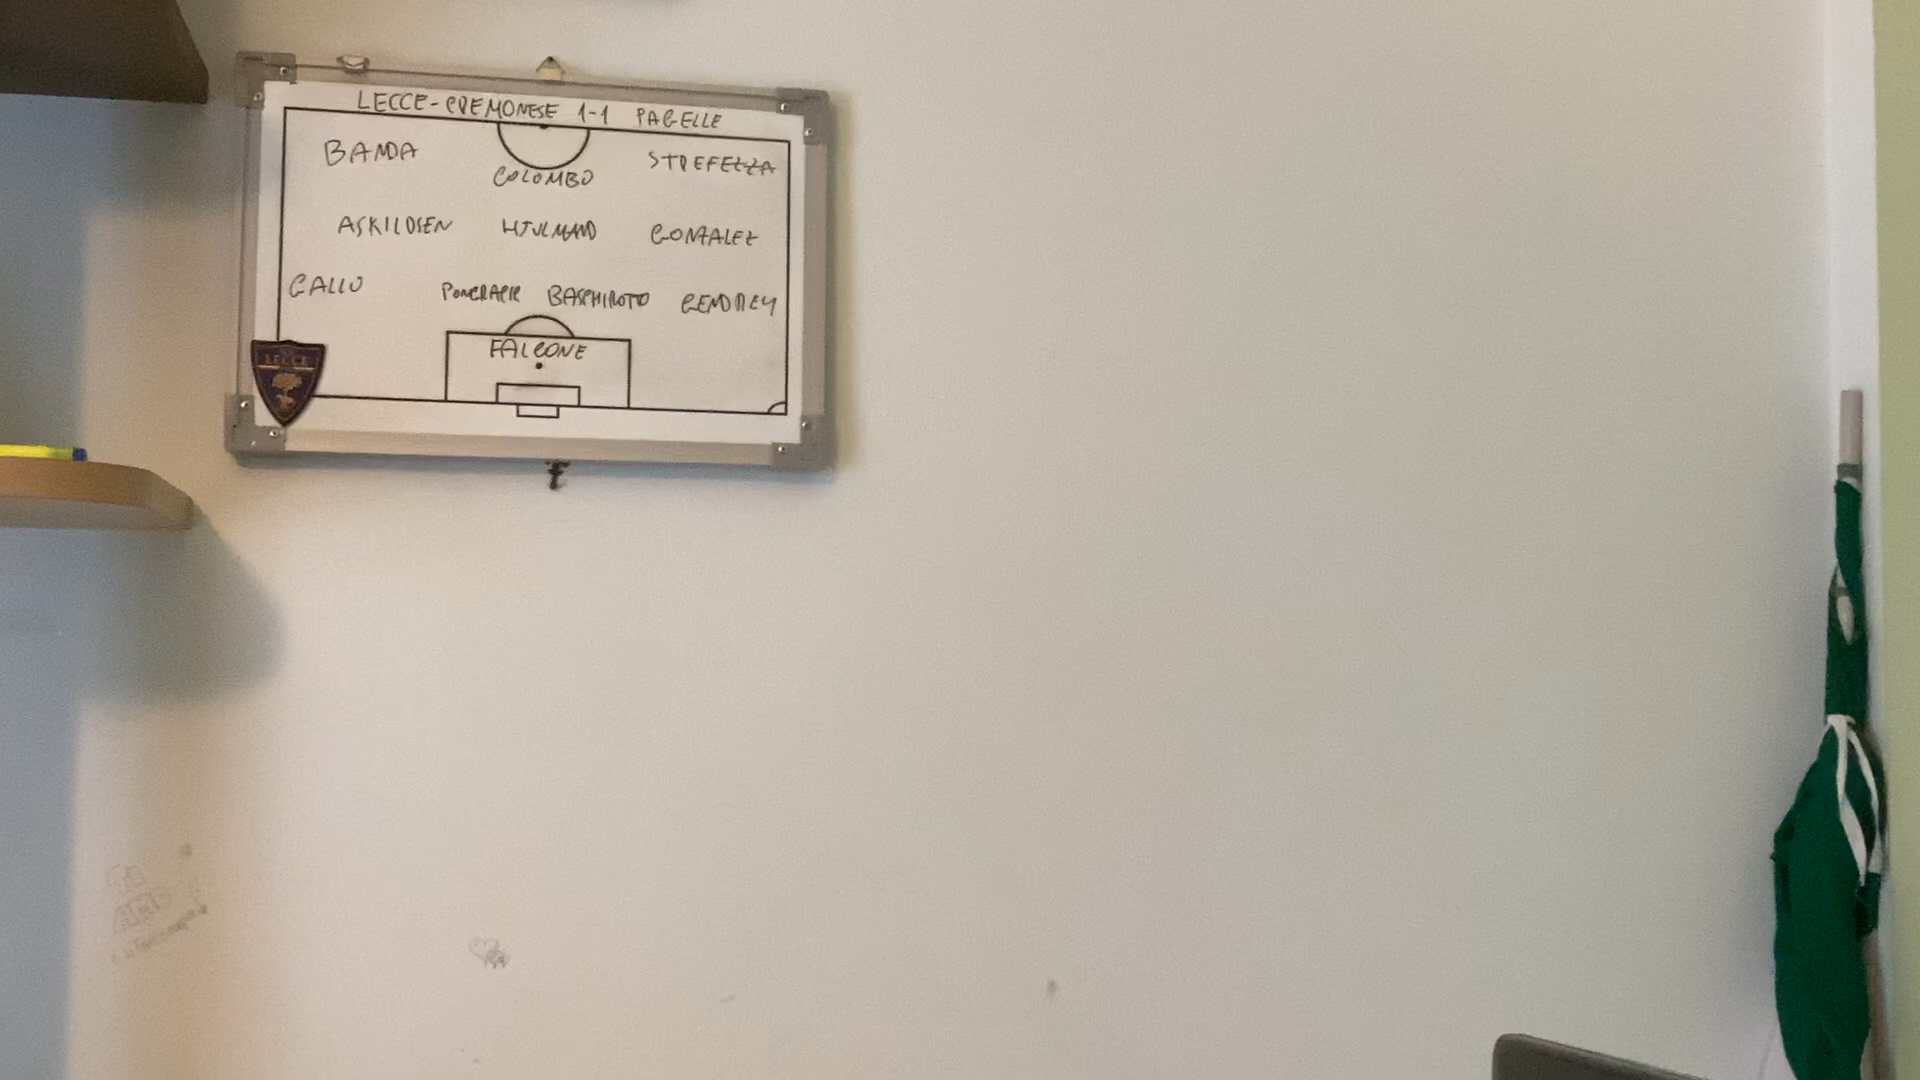 LECCE-CREMONESE 1-1 PAGELLE
BANDA STREFEZZA
COLOMBO
ASKILDSEN HJULMAND GONZALEZ
GALLO PONGRACIC BASCHIROTTO GENDREY
FALCONE
LECCE